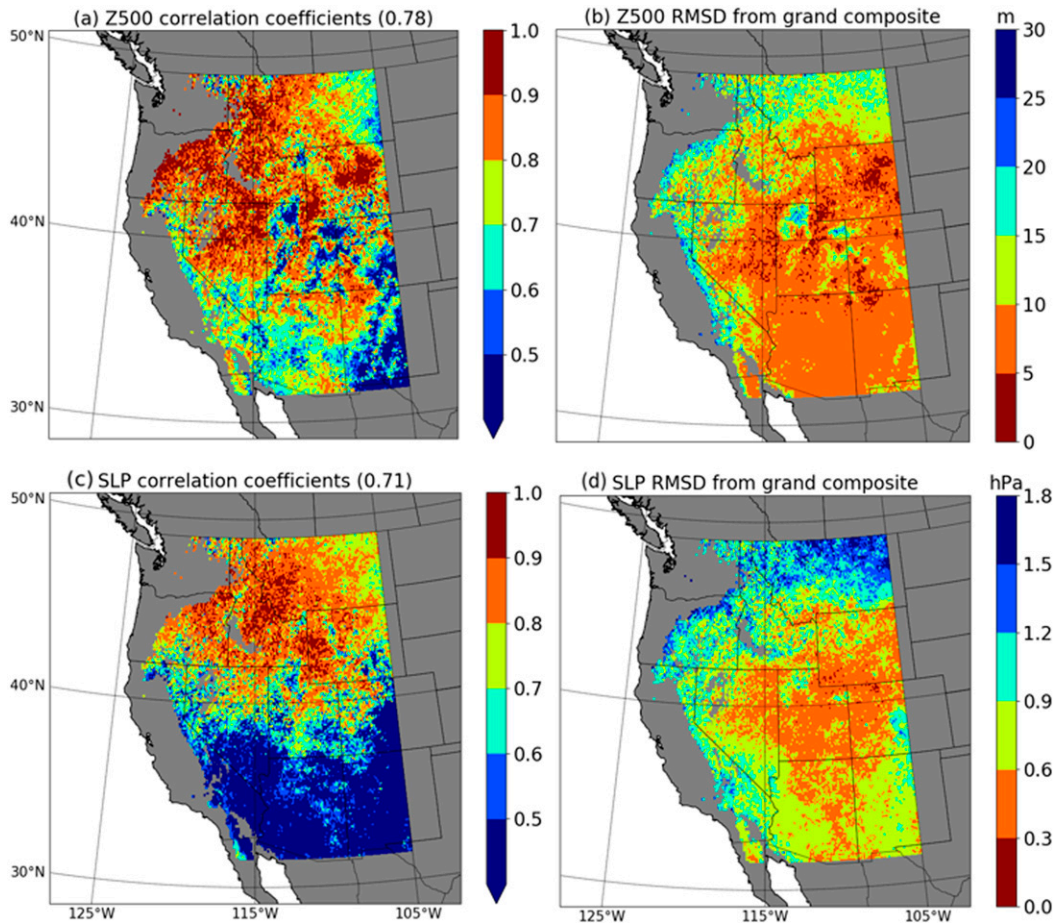 (a) Z500 correlation coefficients (0.78)
(b) Z500 RMSD from grand composite
m
50°N
40°N
30°N
1.0
0.9
0.8
0.7
0.6
0.5
30
25
20
15
10
5
0
(c) SLP correlation coefficients (0.71)
(d) SLP RMSD from grand composite
hPa
50°N
40°N
30°N
1.0
0.9
0.8
0.7
0.6
0.5
1.8
1.5
1.2
0.9
0.6
0.3
0.0
125°W
115°W
105°W
125°W
115°W
105°W